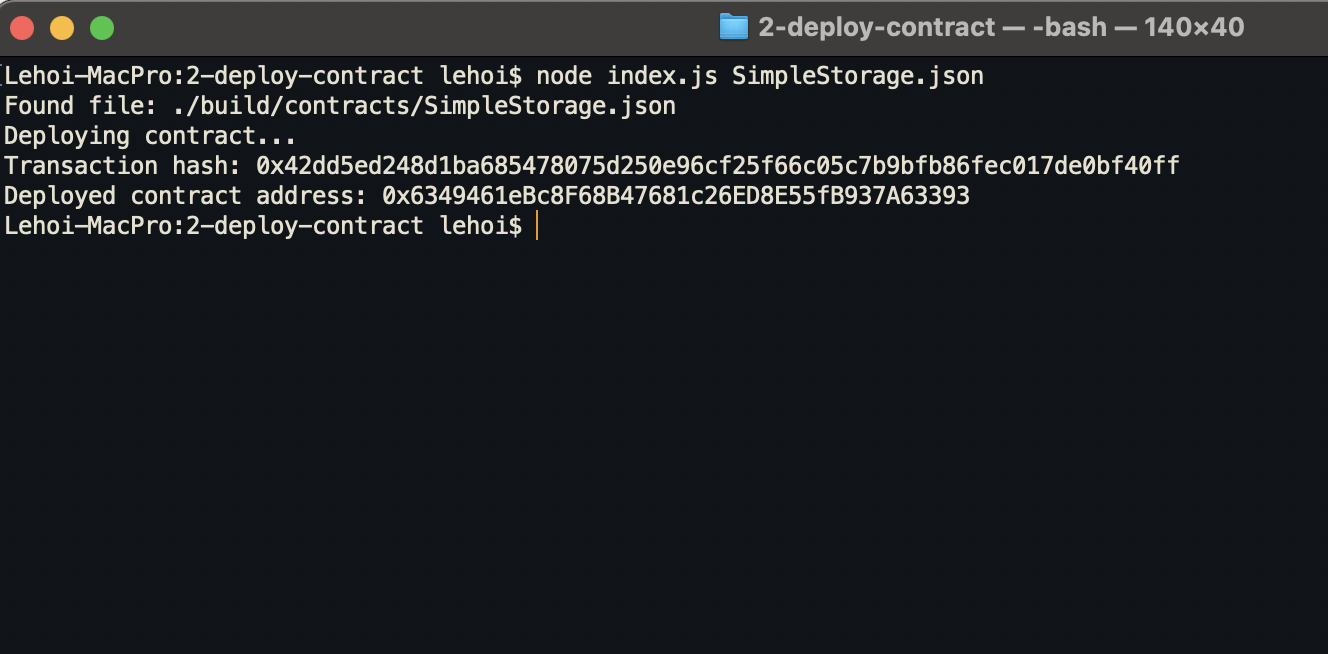 2-deploy-contract — -bash — 140×40
Lehoi-MacPro:2-deploy-contract lehoi$ node index.js SimpleStorage.json
Found file: ./build/contracts/SimpleStorage.json
Deploying contract...
Transaction hash: 0x42dd5ed248d1ba685478075d250e96cf25f66c05c7b9bfb86fec017de0bf40ff
Deployed contract address: 0x6349461eBc8F68B47681c26ED8E55fB937A63393
Lehoi-MacPro:2-deploy-contract lehoi$